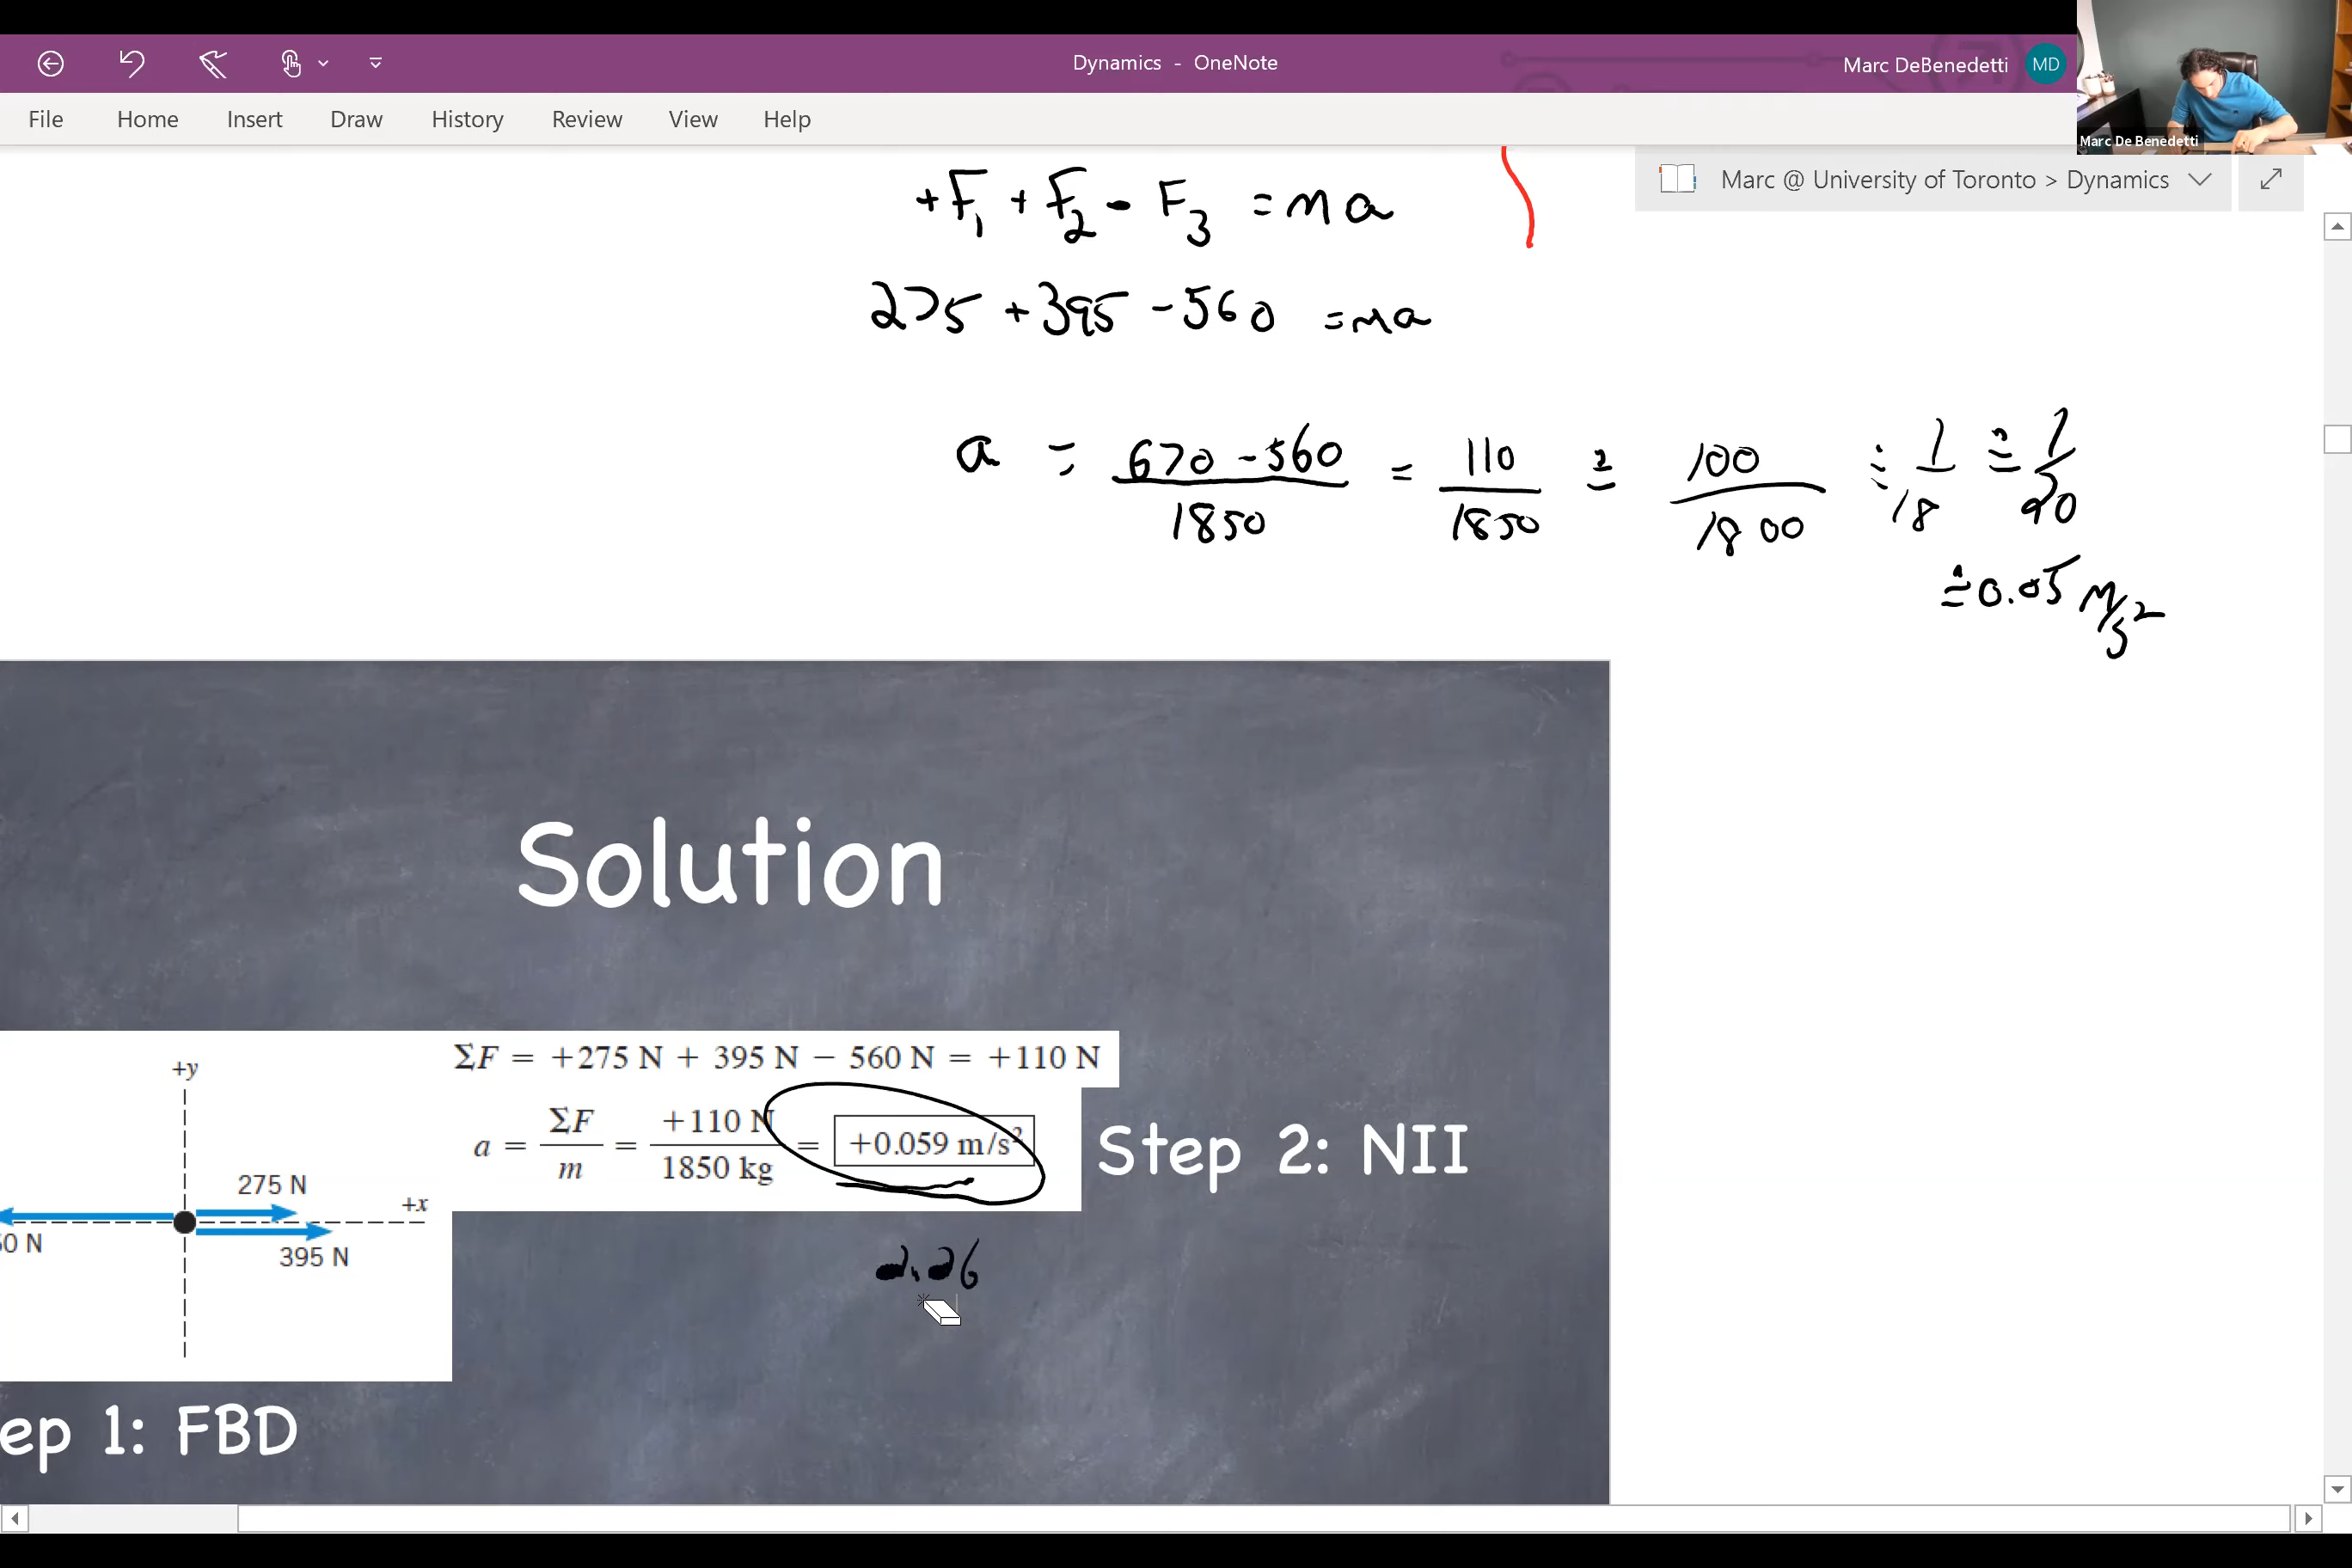 Dynamics - OneNote
Marc DeBenedetti MD
Marc De Benedetti
File Home Insert Draw History Review View Help
Marc @ University of Toronto > Dynamics
+F₁ + F₂ - F₃ = ma
275 + 395 - 560 = ma
a = 670 - 560 / 1850 = 110 / 1850 ≐ 100 / 1800 ≐ 1 / 18 ≐ 1 / 20
≐ 0.05 m/s²
Solution
ΣF = +275 N + 395 N − 560 N = +110 N
a = ΣF / m = +110 N / 1850 kg = +0.059 m/s²
Step 2: NII
+y
275 N
+x
60 N
395 N
2.26
ep 1: FBD